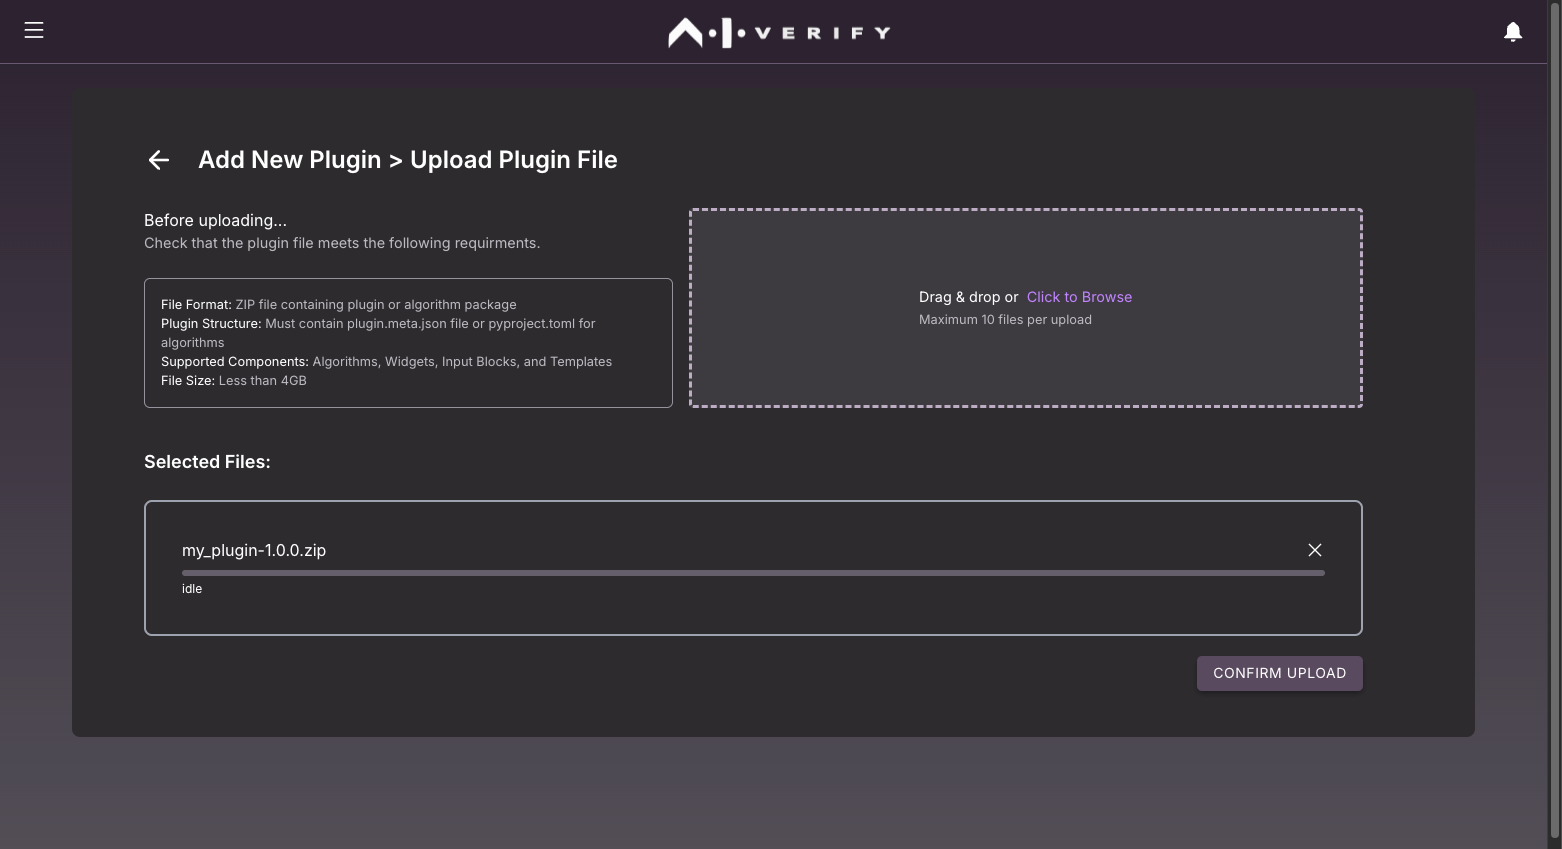 A·I·VERIFY
Add New Plugin > Upload Plugin File
Before uploading...
Check that the plugin file meets the following requirments.
File Format: ZIP file containing plugin or algorithm package
Plugin Structure: Must contain plugin.meta.json file or pyproject.toml for
algorithms
Supported Components: Algorithms, Widgets, Input Blocks, and Templates
File Size: Less than 4GB
Drag & drop or Click to Browse
Maximum 10 files per upload
Selected Files:
my_plugin-1.0.0.zip
idle
CONFIRM UPLOAD